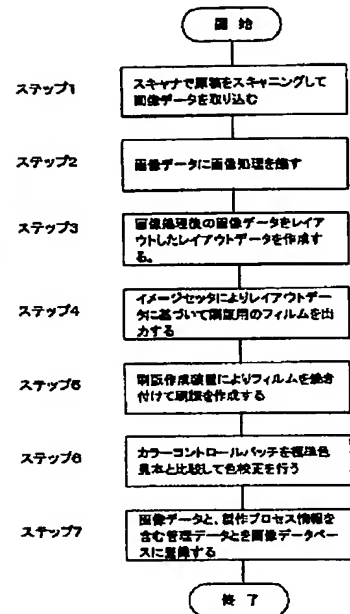 開 始
ステップ1
スキャナで原稿をスキャニングして
画像データを取り込む
ステップ2
画像データに画像処理を施す
ステップ3
画像処理後の画像データをレイア
ウトしたレイアウトデータを作成す
る。
ステップ4
イメージセッタによりレイアウトデー
タに基づいて刷版用のフィルムを出
力する
ステップ5
刷版作成装置によりフィルムを焼き
付けて刷版を作成する
ステップ6
カラーコントロールパッチを標準色
見本と比較して色校正を行う
ステップ7
画像データと、製作プロセス情報を
含む管理データとを画像データベー
スに登録する
終 了